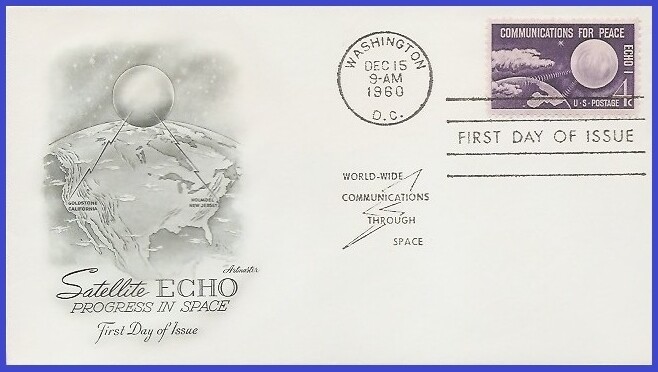 GOLDSTONE
CALIFORNIA
HOLMDEL
NEW JERSEY
Artmaster
Satellite ECHO
PROGRESS IN SPACE
First Day of Issue
WASHINGTON
DEC 15
9-AM
1960
D.C.
COMMUNICATIONS FOR PEACE
ECHO I
4c
U·S·POSTAGE
FIRST DAY OF ISSUE
WORLD-WIDE
COMMUNICATIONS
THROUGH
SPACE